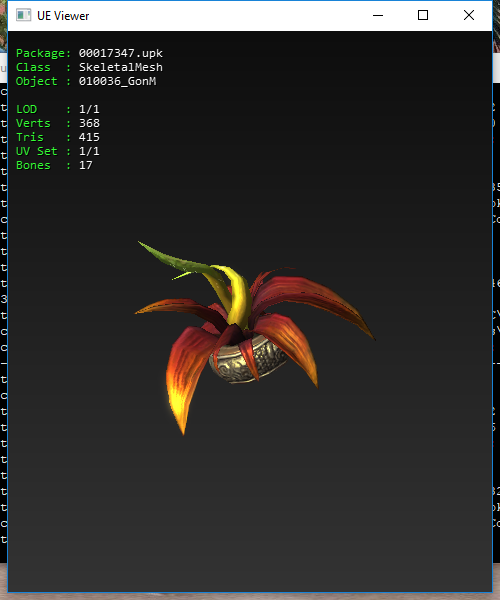 UE Viewer
Package: 00017347.upk
Class : SkeletalMesh
Object : 010036_GonM
LOD : 1/1
Verts : 368
Tris : 415
UV Set : 1/1
Bones : 17